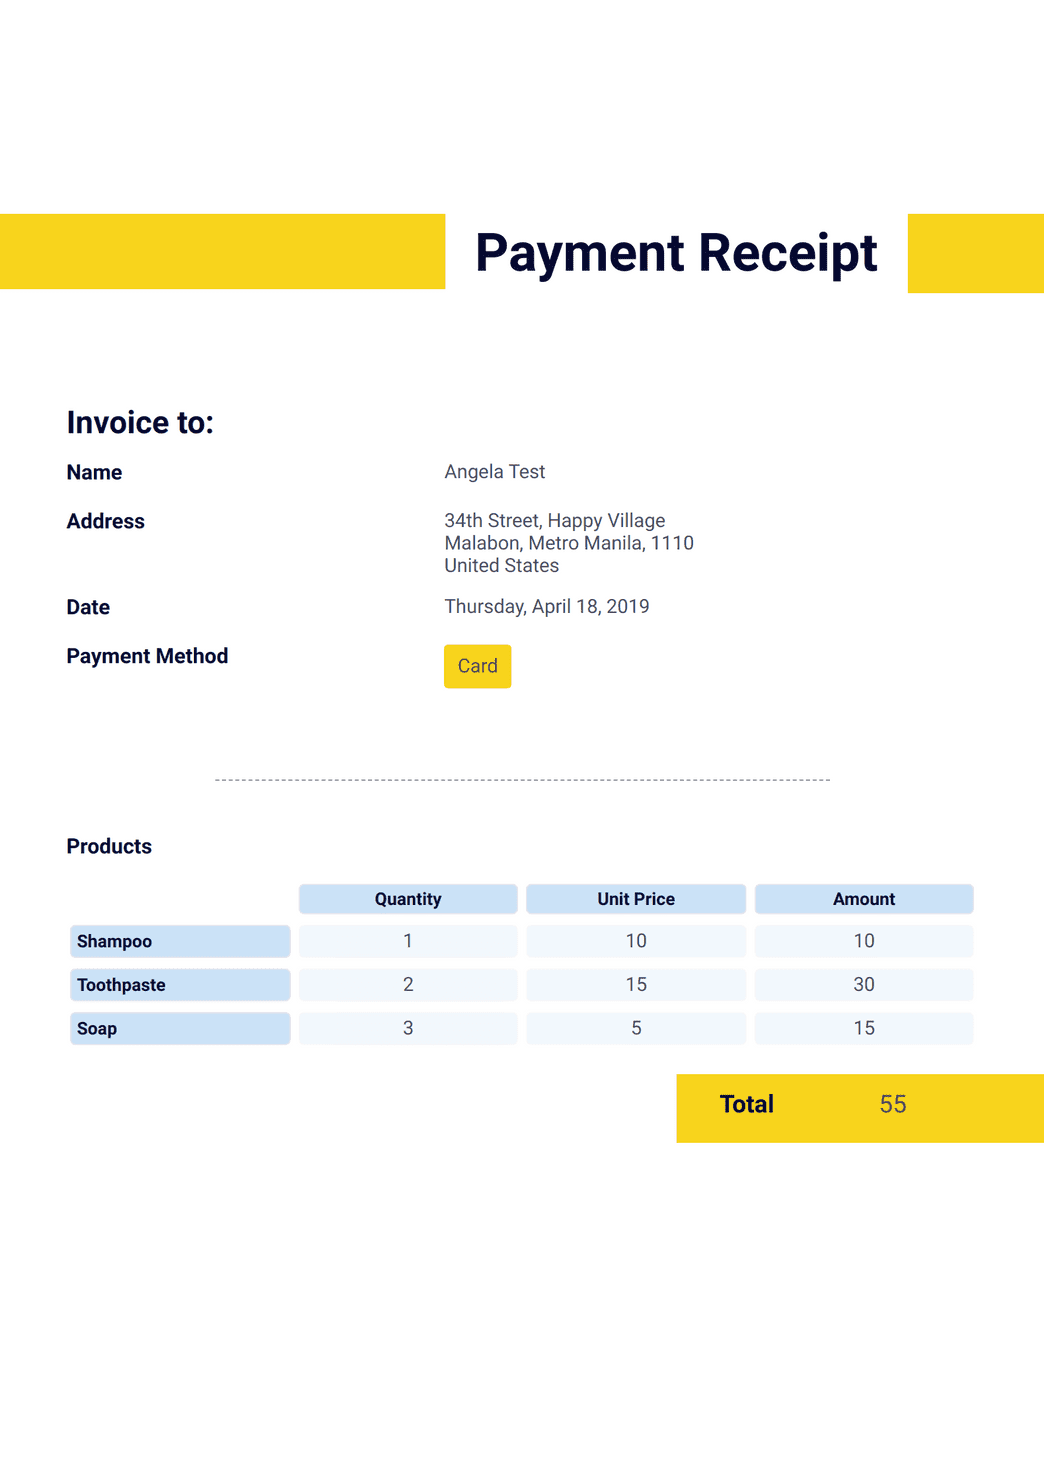 Payment Receipt
Invoice to:
Name Angela Test
Address 34th Street, Happy Village
Malabon, Metro Manila, 1110
United States
Date Thursday, April 18, 2019
Payment Method Card
Products
Quantity Unit Price Amount
Shampoo 1 10 10
Toothpaste 2 15 30
Soap 3 5 15
Total 55